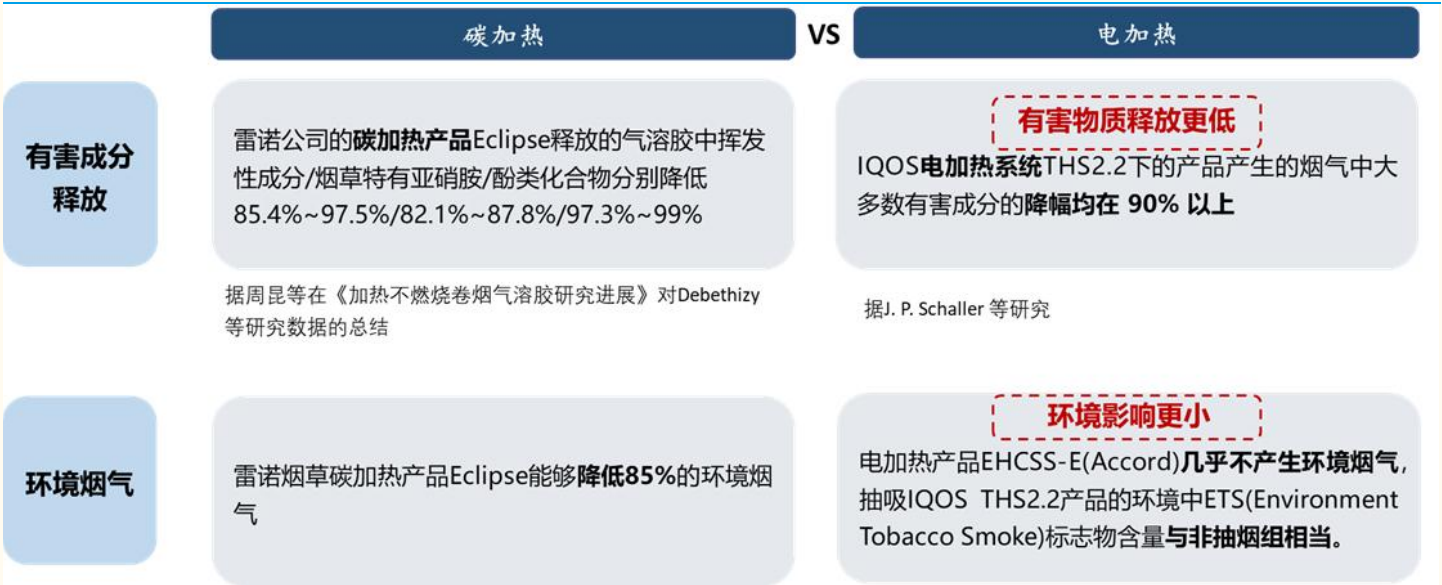 碳加热
VS
电加热
有害成分
释放
雷诺公司的碳加热产品Eclipse释放的气溶胶中挥发
性成分/烟草特有亚硝胺/酚类化合物分别降低
85.4%~97.5%/82.1%~87.8%/97.3%~99%
有害物质释放更低
IQOS电加热系统THS2.2下的产品产生的烟气中大
多数有害成分的降幅均在 90% 以上
据周昆等在《加热不燃烧卷烟气溶胶研究进展》对Debethizy
等研究数据的总结
据J. P. Schaller 等研究
环境烟气
雷诺烟草碳加热产品Eclipse能够降低85%的环境烟
气
环境影响更小
电加热产品EHCSS-E(Accord)几乎不产生环境烟气,
抽吸IQOS THS2.2产品的环境中ETS(Environment
Tobacco Smoke)标志物含量与非抽烟组相当。